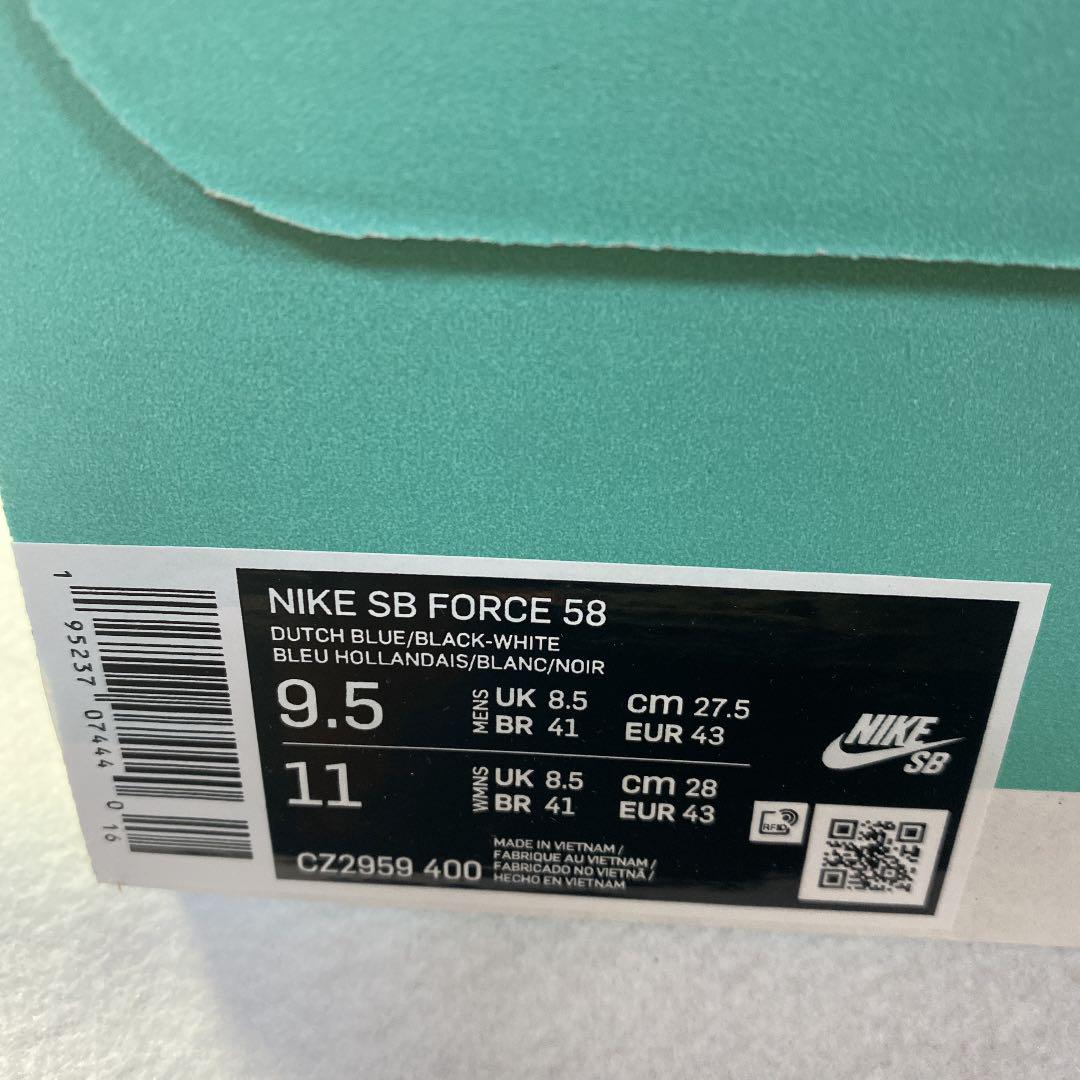 NIKE SB FORCE 58
DUTCH BLUE/BLACK-WHITE
BLEU HOLLANDAIS/BLANC/NOIR
9.5 MENS UK 8.5 cm 27.5
BR 41 EUR 43
11 WMNS UK 8.5 cm 28
BR 41 EUR 43
CZ2959 400
MADE IN VIETNAM /
FABRIQUE AU VIETNAM /
FABRICADO NO VIETNÃ /
HECHO EN VIETNAM
NIKE
SB
RFID
1 95237 07444 0 16